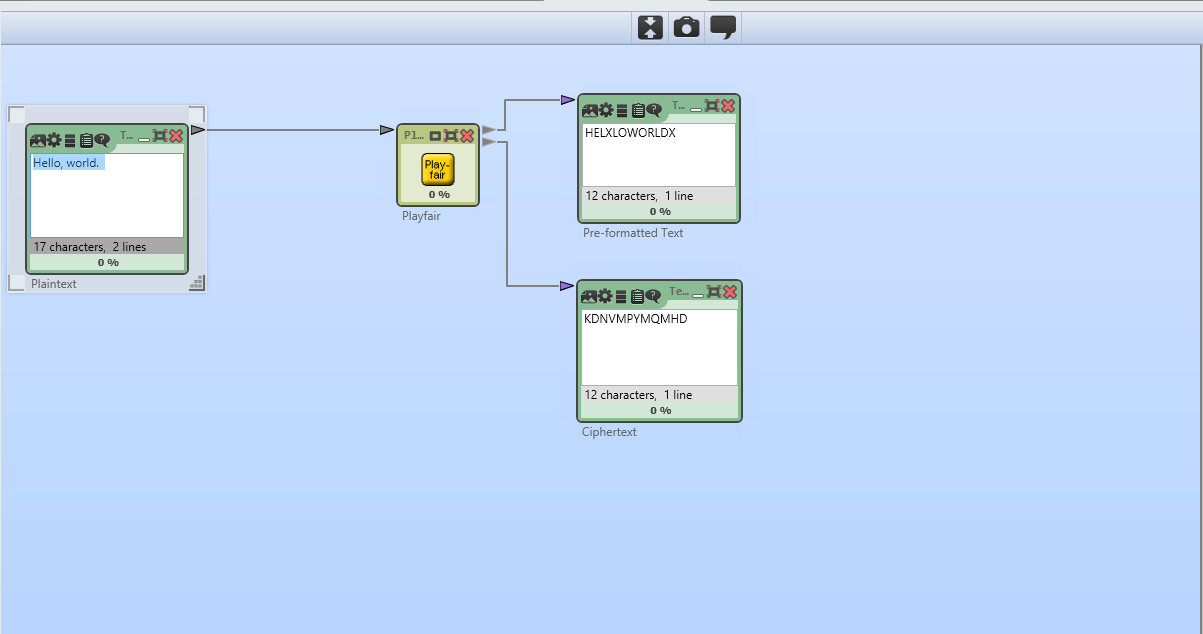 T...
Hello, world.
17 characters, 2 lines
0 %
Plaintext
Pl...
Play-
fair
0 %
Playfair
T...
HELXLOWORLDX
12 characters, 1 line
0 %
Pre-formatted Text
Te...
KDNVMPYMQMHD
12 characters, 1 line
0 %
Ciphertext